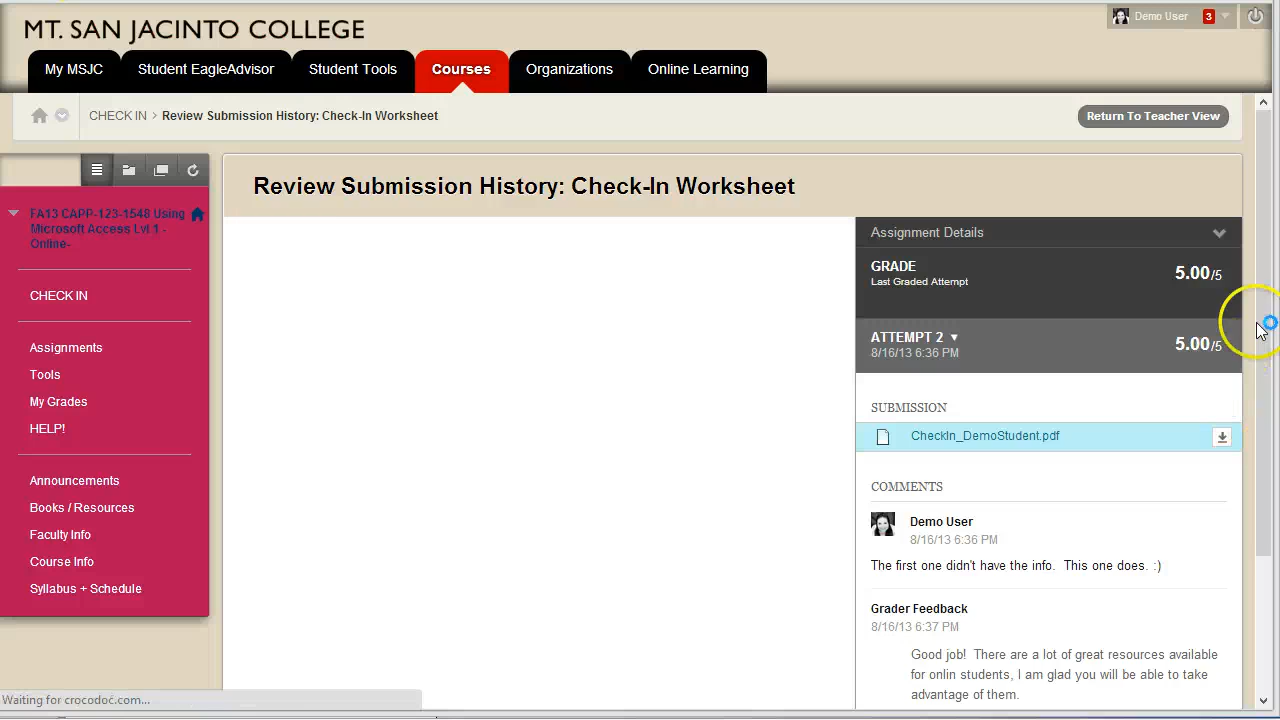 MT. SAN JACINTO COLLEGE
Demo User 3
My MSJC Student EagleAdvisor Student Tools Courses Organizations Online Learning
CHECK IN > Review Submission History: Check-In Worksheet
Return To Teacher View
Review Submission History: Check-In Worksheet
FA13 CAPP-123-1548 Using
Microsoft Access Lvl 1 -
Online-
CHECK IN
Assignments
Tools
My Grades
HELP!
Announcements
Books / Resources
Faculty Info
Course Info
Syllabus + Schedule
Assignment Details
GRADE
Last Graded Attempt
5.00/5
ATTEMPT 2
8/16/13 6:36 PM
5.00/5
SUBMISSION
CheckIn_DemoStudent.pdf
COMMENTS
Demo User
8/16/13 6:36 PM
The first one didn't have the info. This one does. :)
Grader Feedback
8/16/13 6:37 PM
Good job! There are a lot of great resources available
for onlin students, I am glad you will be able to take
advantage of them.
Waiting for crocodoc.com...